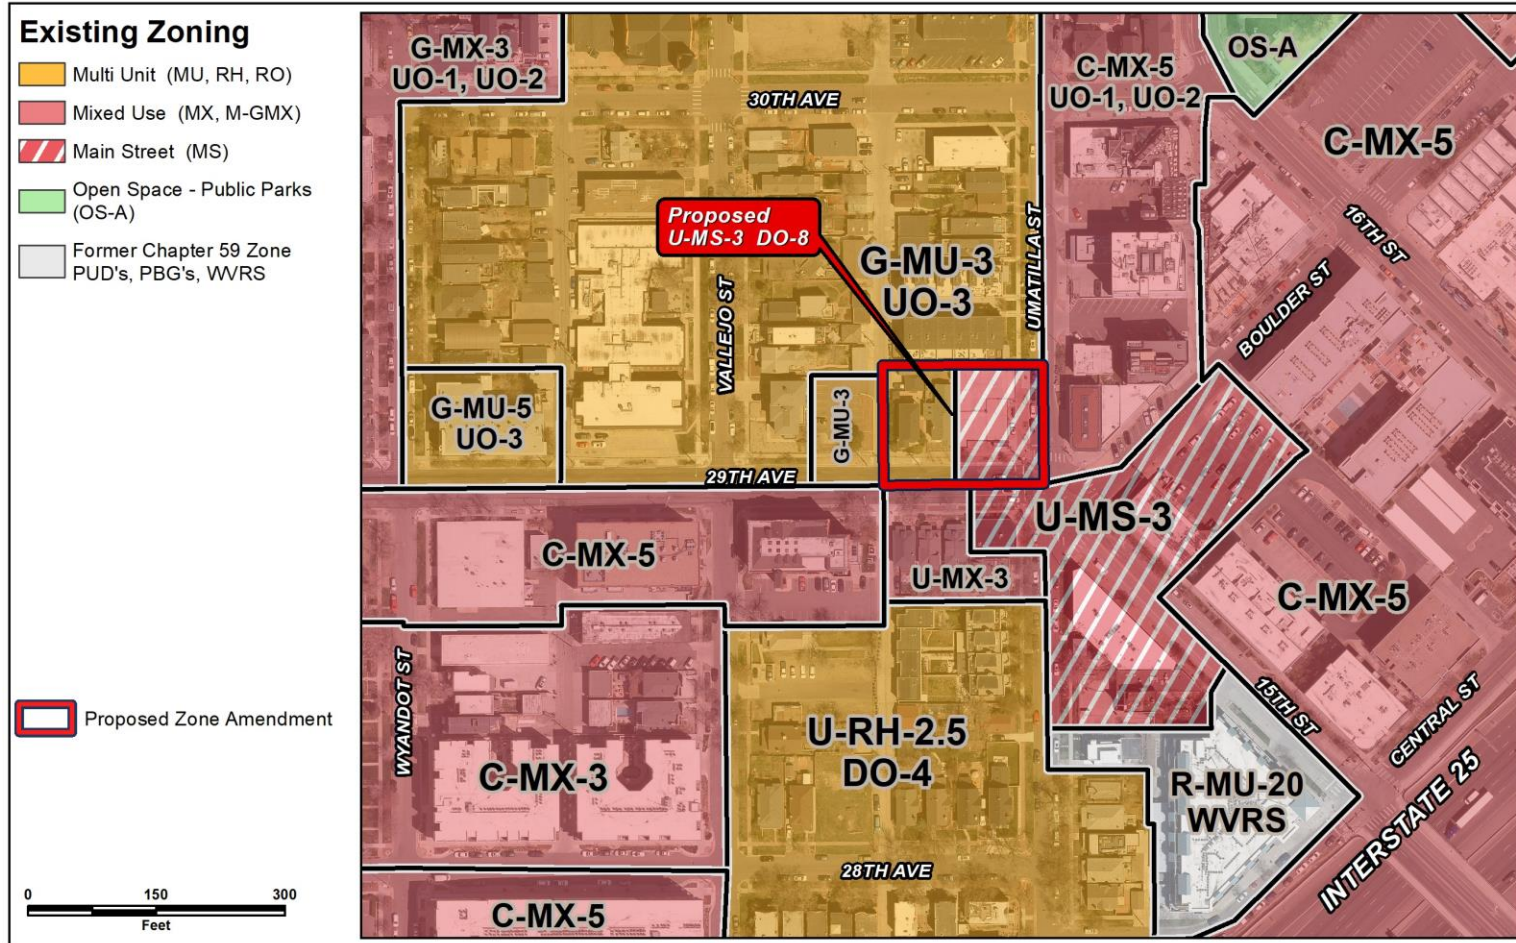 Existing Zoning
Multi Unit (MU, RH, RO)
Mixed Use (MX, M-GMX)
Main Street (MS)
Open Space - Public Parks
(OS-A)
Former Chapter 59 Zone
PUD's, PBG's, WVRS
Proposed Zone Amendment
0 150 300
Feet
G-MX-3
UO-1, UO-2
30TH AVE
C-MX-5
UO-1, UO-2
OS-A
C-MX-5
16TH ST
BOULDER ST
Proposed
U-MS-3 DO-8
G-MU-3
UO-3
UMATILLA ST
VALLEJO ST
G-MU-5
UO-3
G-MU-3
29TH AVE
U-MS-3
C-MX-5
U-MX-3
C-MX-5
WYANDOT ST
C-MX-3
U-RH-2.5
DO-4
15TH ST
CENTRAL ST
R-MU-20
WVRS
INTERSTATE 25
28TH AVE
C-MX-5